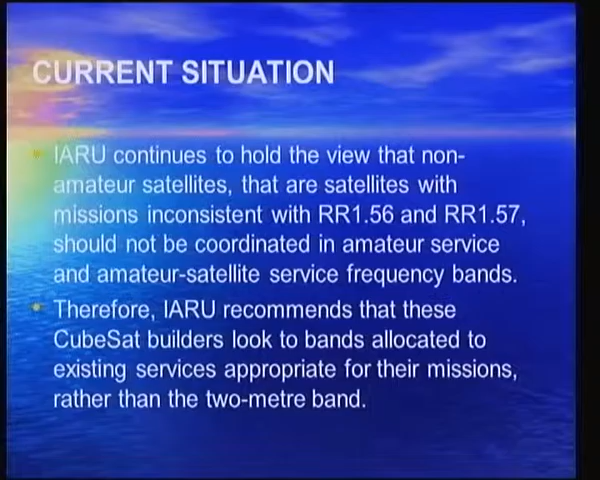 CURRENT SITUATION
IARU continues to hold the view that non-
amateur satellites, that are satellites with
missions inconsistent with RR1.56 and RR1.57,
should not be coordinated in amateur service
and amateur-satellite service frequency bands.
Therefore, IARU recommends that these
CubeSat builders look to bands allocated to
existing services appropriate for their missions,
rather than the two-metre band.